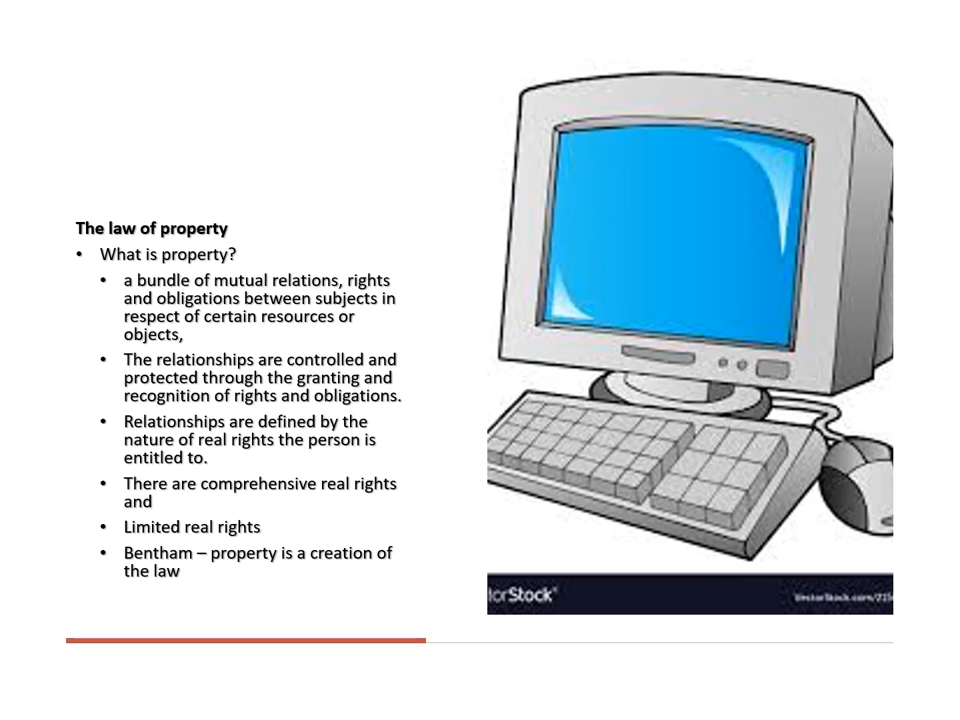 The law of property
• What is property?
• a bundle of mutual relations, rights
and obligations between subjects in
respect of certain resources or
objects,
• The relationships are controlled and
protected through the granting and
recognition of rights and obligations.
• Relationships are defined by the
nature of real rights the person is
entitled to.
• There are comprehensive real rights
and
• Limited real rights
• Bentham – property is a creation of
the law
torStock®
VectorStock.com/